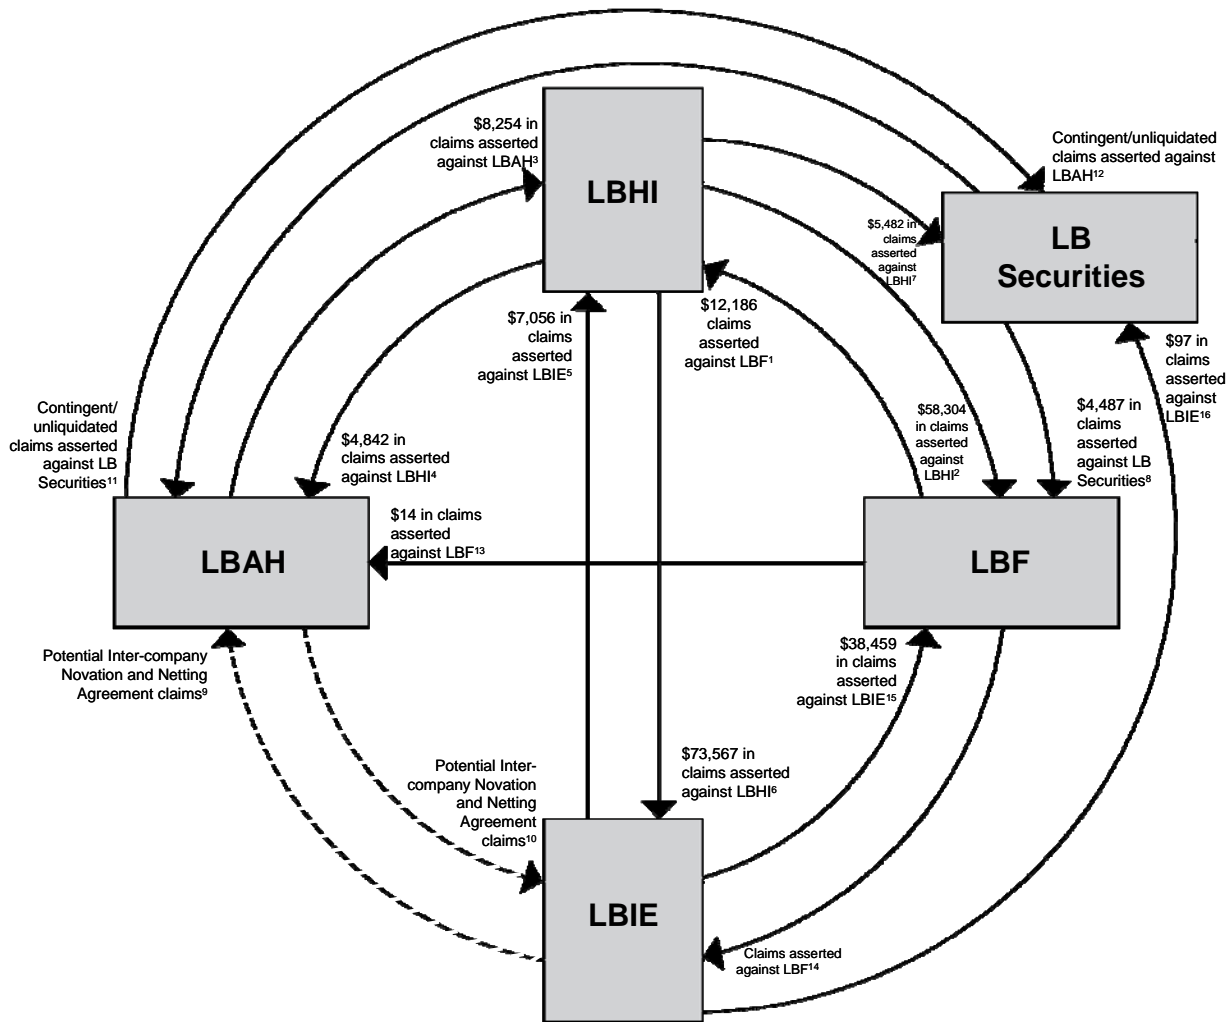 $8,254 in
claims asserted
against LBAH³
LBHI
Contingent/unliquidated
claims asserted against
LBAH¹²
LB
Securities
$5,482 in
claims
asserted
against
LBHI⁷
$7,056 in
claims
asserted
against LBIE⁵
$12,186
claims
asserted
against LBF¹
$97 in
claims
asserted
against
LBIE¹⁶
Contingent/
unliquidated
claims asserted
against LB
Securities¹¹
$4,842 in
claims asserted
against LBHI⁴
$58,304
in claims
asserted
against
LBHI²
$4,487 in
claims
asserted
against LB
Securities⁸
$14 in claims
asserted
against LBF¹³
LBAH
LBF
Potential Inter-company
Novation and Netting
Agreement claims⁹
$38,459
in claims
asserted
against LBIE¹⁵
Potential Inter-
company Novation
and Netting
Agreement
claims¹⁰
$73,567 in
claims asserted
against LBHI⁶
LBIE
Claims asserted
against LBF¹⁴